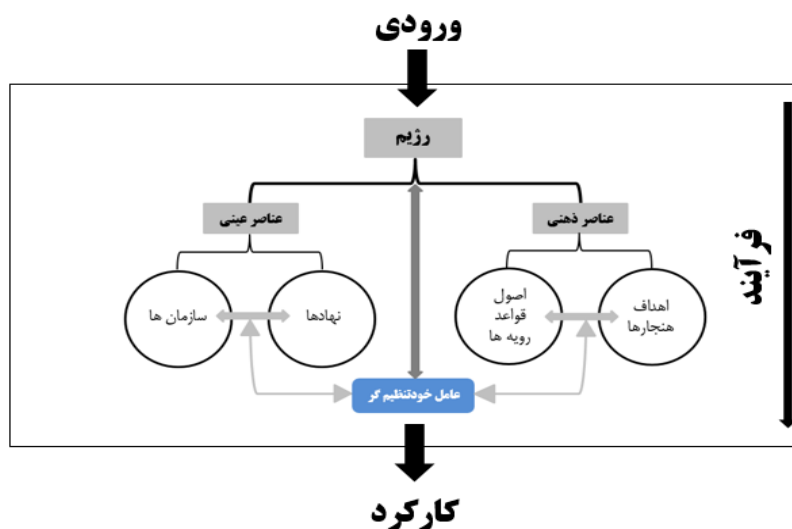 ورودی
رژیم
عناصر ذهنی
عناصر عینی
اهداف
هنجارها
اصول
قواعد
رویه ها
نهادها
سازمان ها
عامل خودتنظیم گر
فرآیند
کارکرد